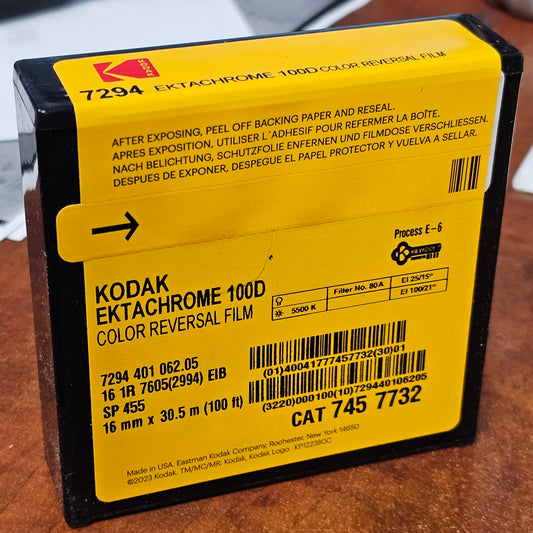 KODAK
7294 EKTACHROME 100D COLOR REVERSAL FILM
AFTER EXPOSING, PEEL OFF BACKING PAPER AND RESEAL.
APRES EXPOSITION, UTILISER L'ADHESIF POUR REFERMER LA BOÎTE.
NACH BELICHTUNG, SCHUTZFOLIE ENFERNEN UND FILMDOSE VERSCHLIESSEN.
DESPUES DE EXPONER, DESPEGUE EL PAPEL PROTECTOR Y VUELVA A SELLAR.
Process E-6
KEYKODE
KODAK
EKTACHROME 100D
COLOR REVERSAL FILM
Filter No. 80A EI 25/15°
5500 K EI 100/21°
7294 401 062.05
16 1R 7605(2994) EIB
SP 455
16 mm x 30.5 m (100 ft)
(01)40041777457732(30)01
(3220)000100(10)729440106205
CAT 745 7732
Made in USA. Eastman Kodak Company, Rochester, New York 14650
©2023 Kodak. TM/MC/MR: Kodak, Kodak Logo. KP122380C